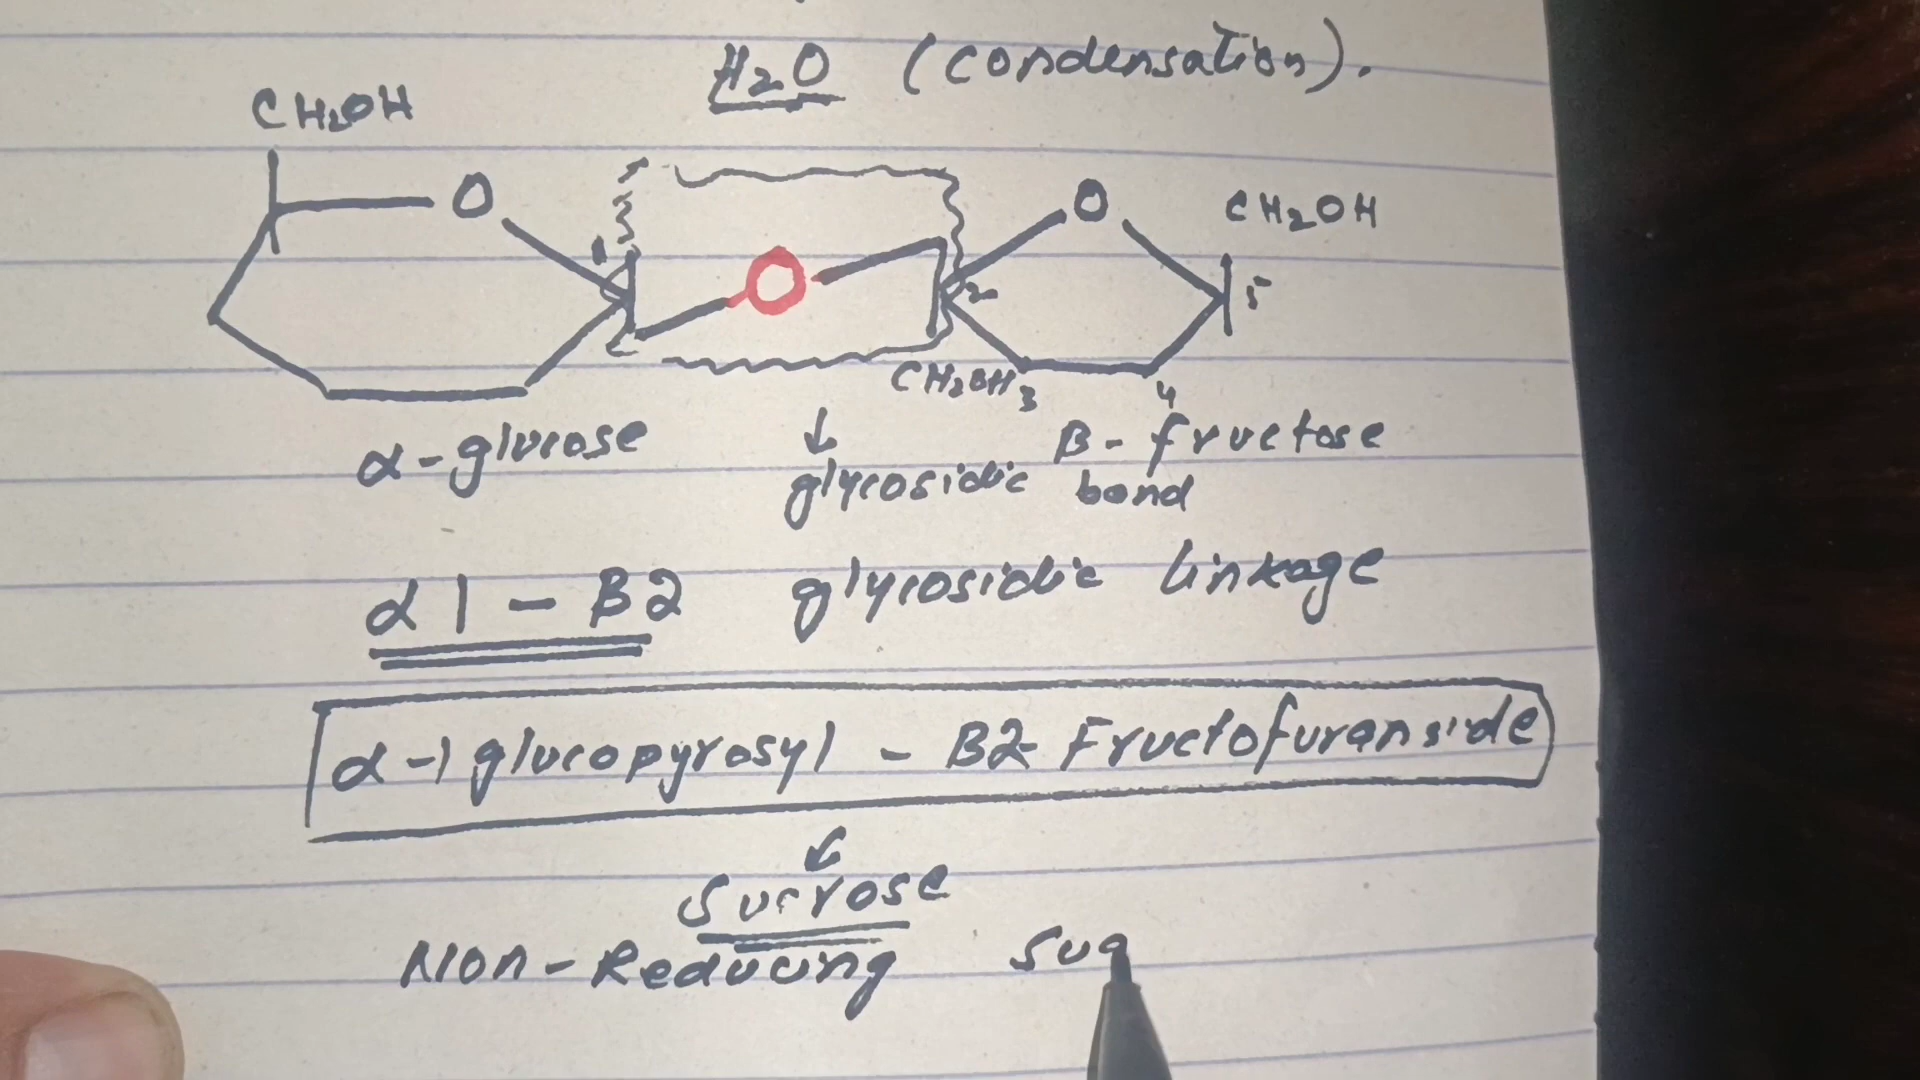 H₂O (condensation).
CH₂OH
O
O
CH₂OH
1
O
2
5
CH₂OH
3
4
α-glucose
↓
β-fructose
glycosidic bond
α1-β2 glycosidic linkage
α-1 glucopyrosyl - β2-Fructofuranside
↓
Sucrose
Non-Reducing Sug